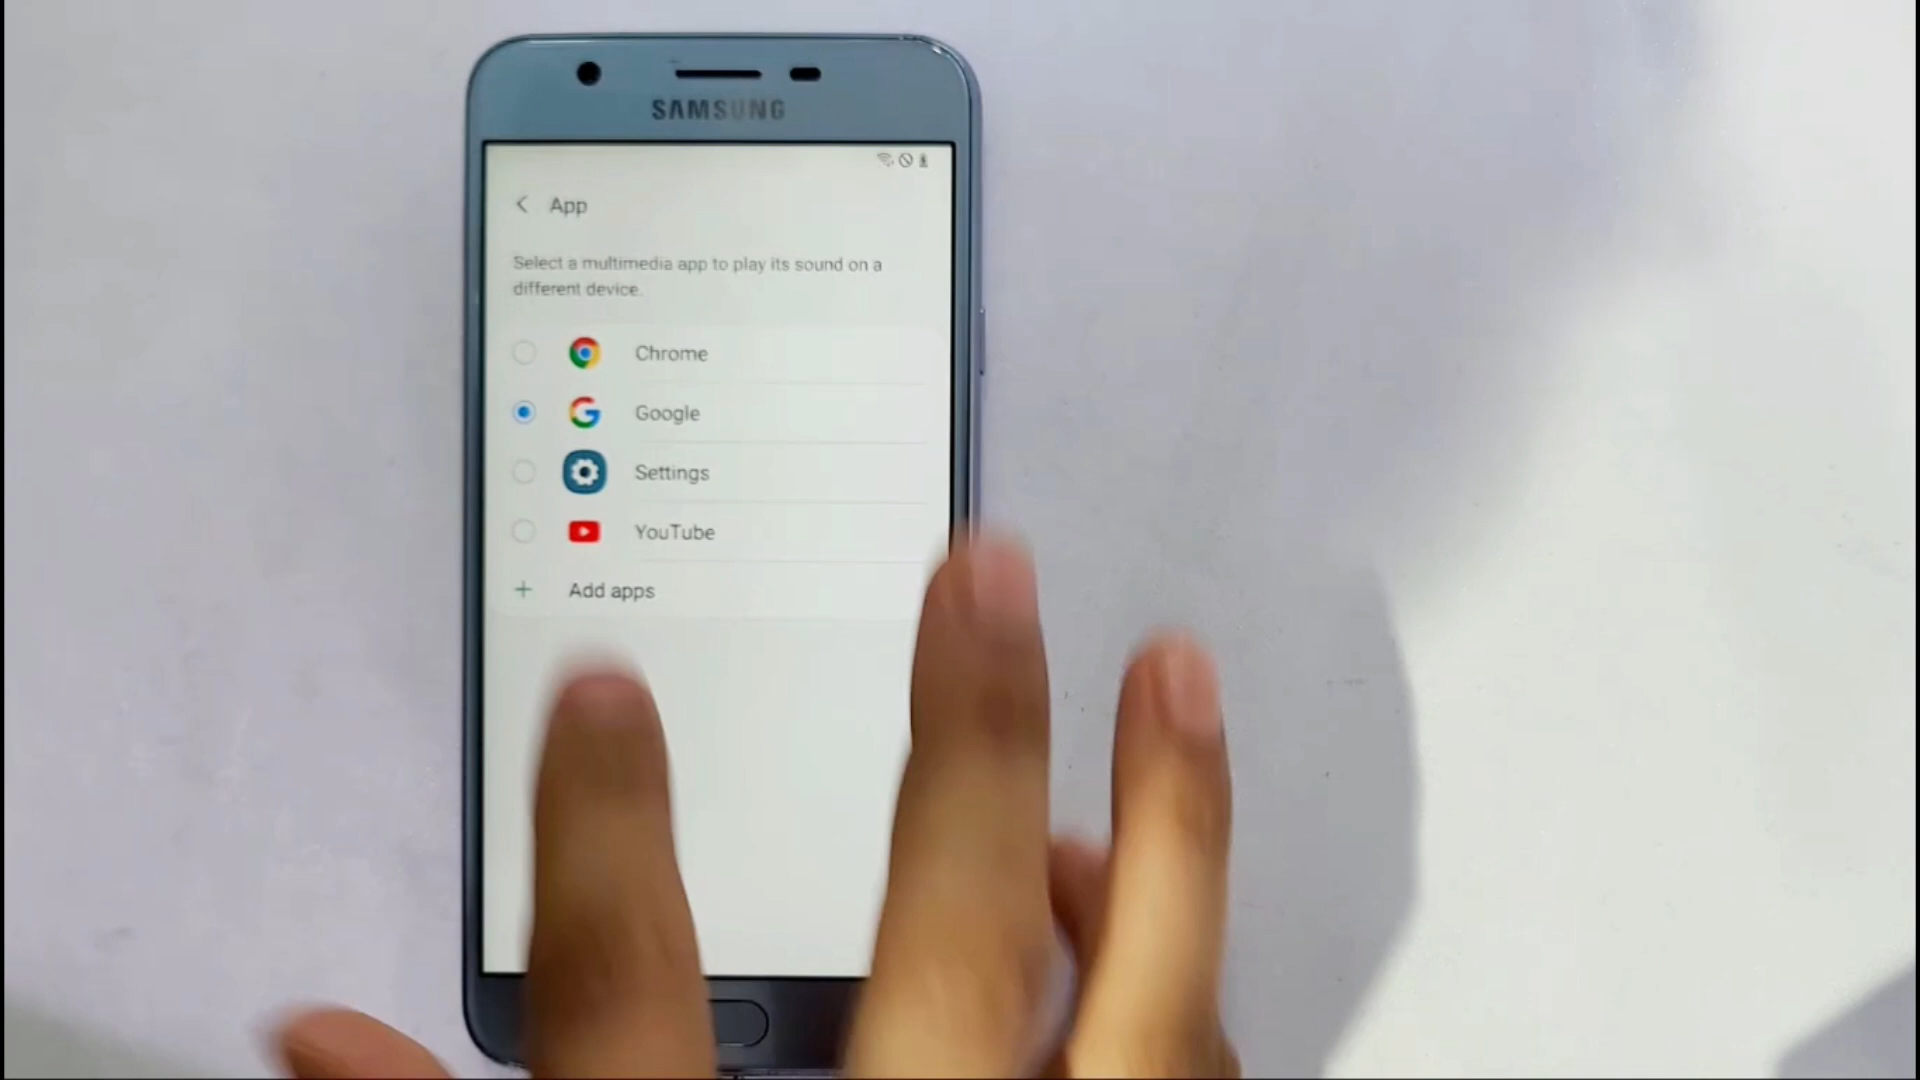 SAMSUNG
App
Select a multimedia app to play its sound on a
different device.
Chrome
Google
Settings
YouTube
+ Add apps